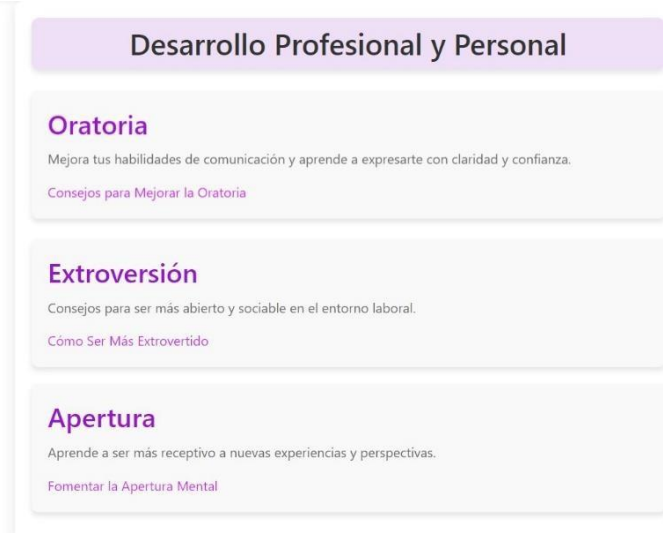 Desarrollo Profesional y Personal
Oratoria
Mejora tus habilidades de comunicación y aprende a expresarte con claridad y confianza.
Consejos para Mejorar la Oratoria
Extroversión
Consejos para ser más abierto y sociable en el entorno laboral.
Cómo Ser Más Extrovertido
Apertura
Aprende a ser más receptivo a nuevas experiencias y perspectivas.
Fomentar la Apertura Mental